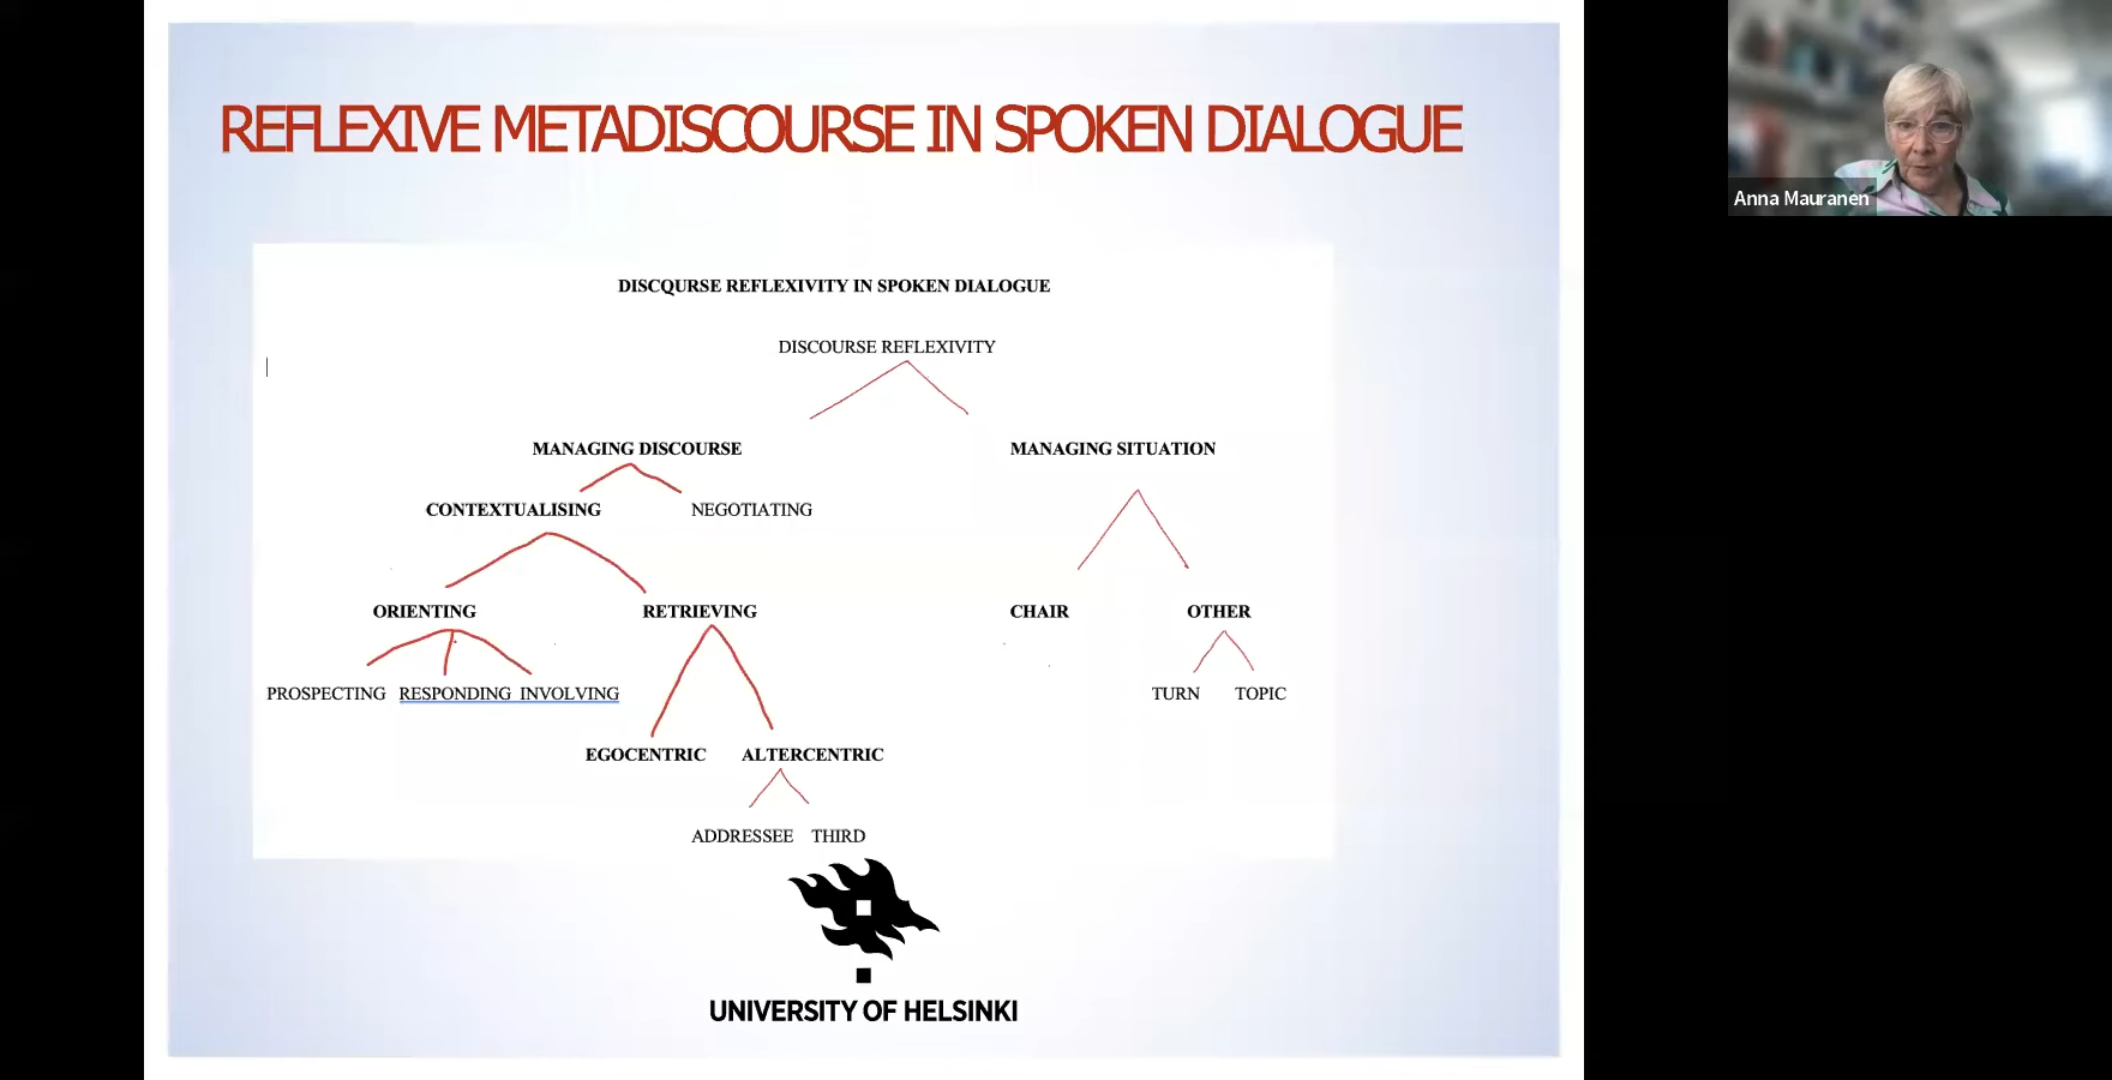 REFLEXIVE METADISCOURSE IN SPOKEN DIALOGUE
Anna Mauranen
DISCQURSE REFLEXIVITY IN SPOKEN DIALOGUE
DISCOURSE REFLEXIVITY
MANAGING DISCOURSE MANAGING SITUATION
CONTEXTUALISING NEGOTIATING
ORIENTING RETRIEVING CHAIR OTHER
PROSPECTING RESPONDING INVOLVING TURN TOPIC
EGOCENTRIC ALTERCENTRIC
ADDRESSEE THIRD
UNIVERSITY OF HELSINKI